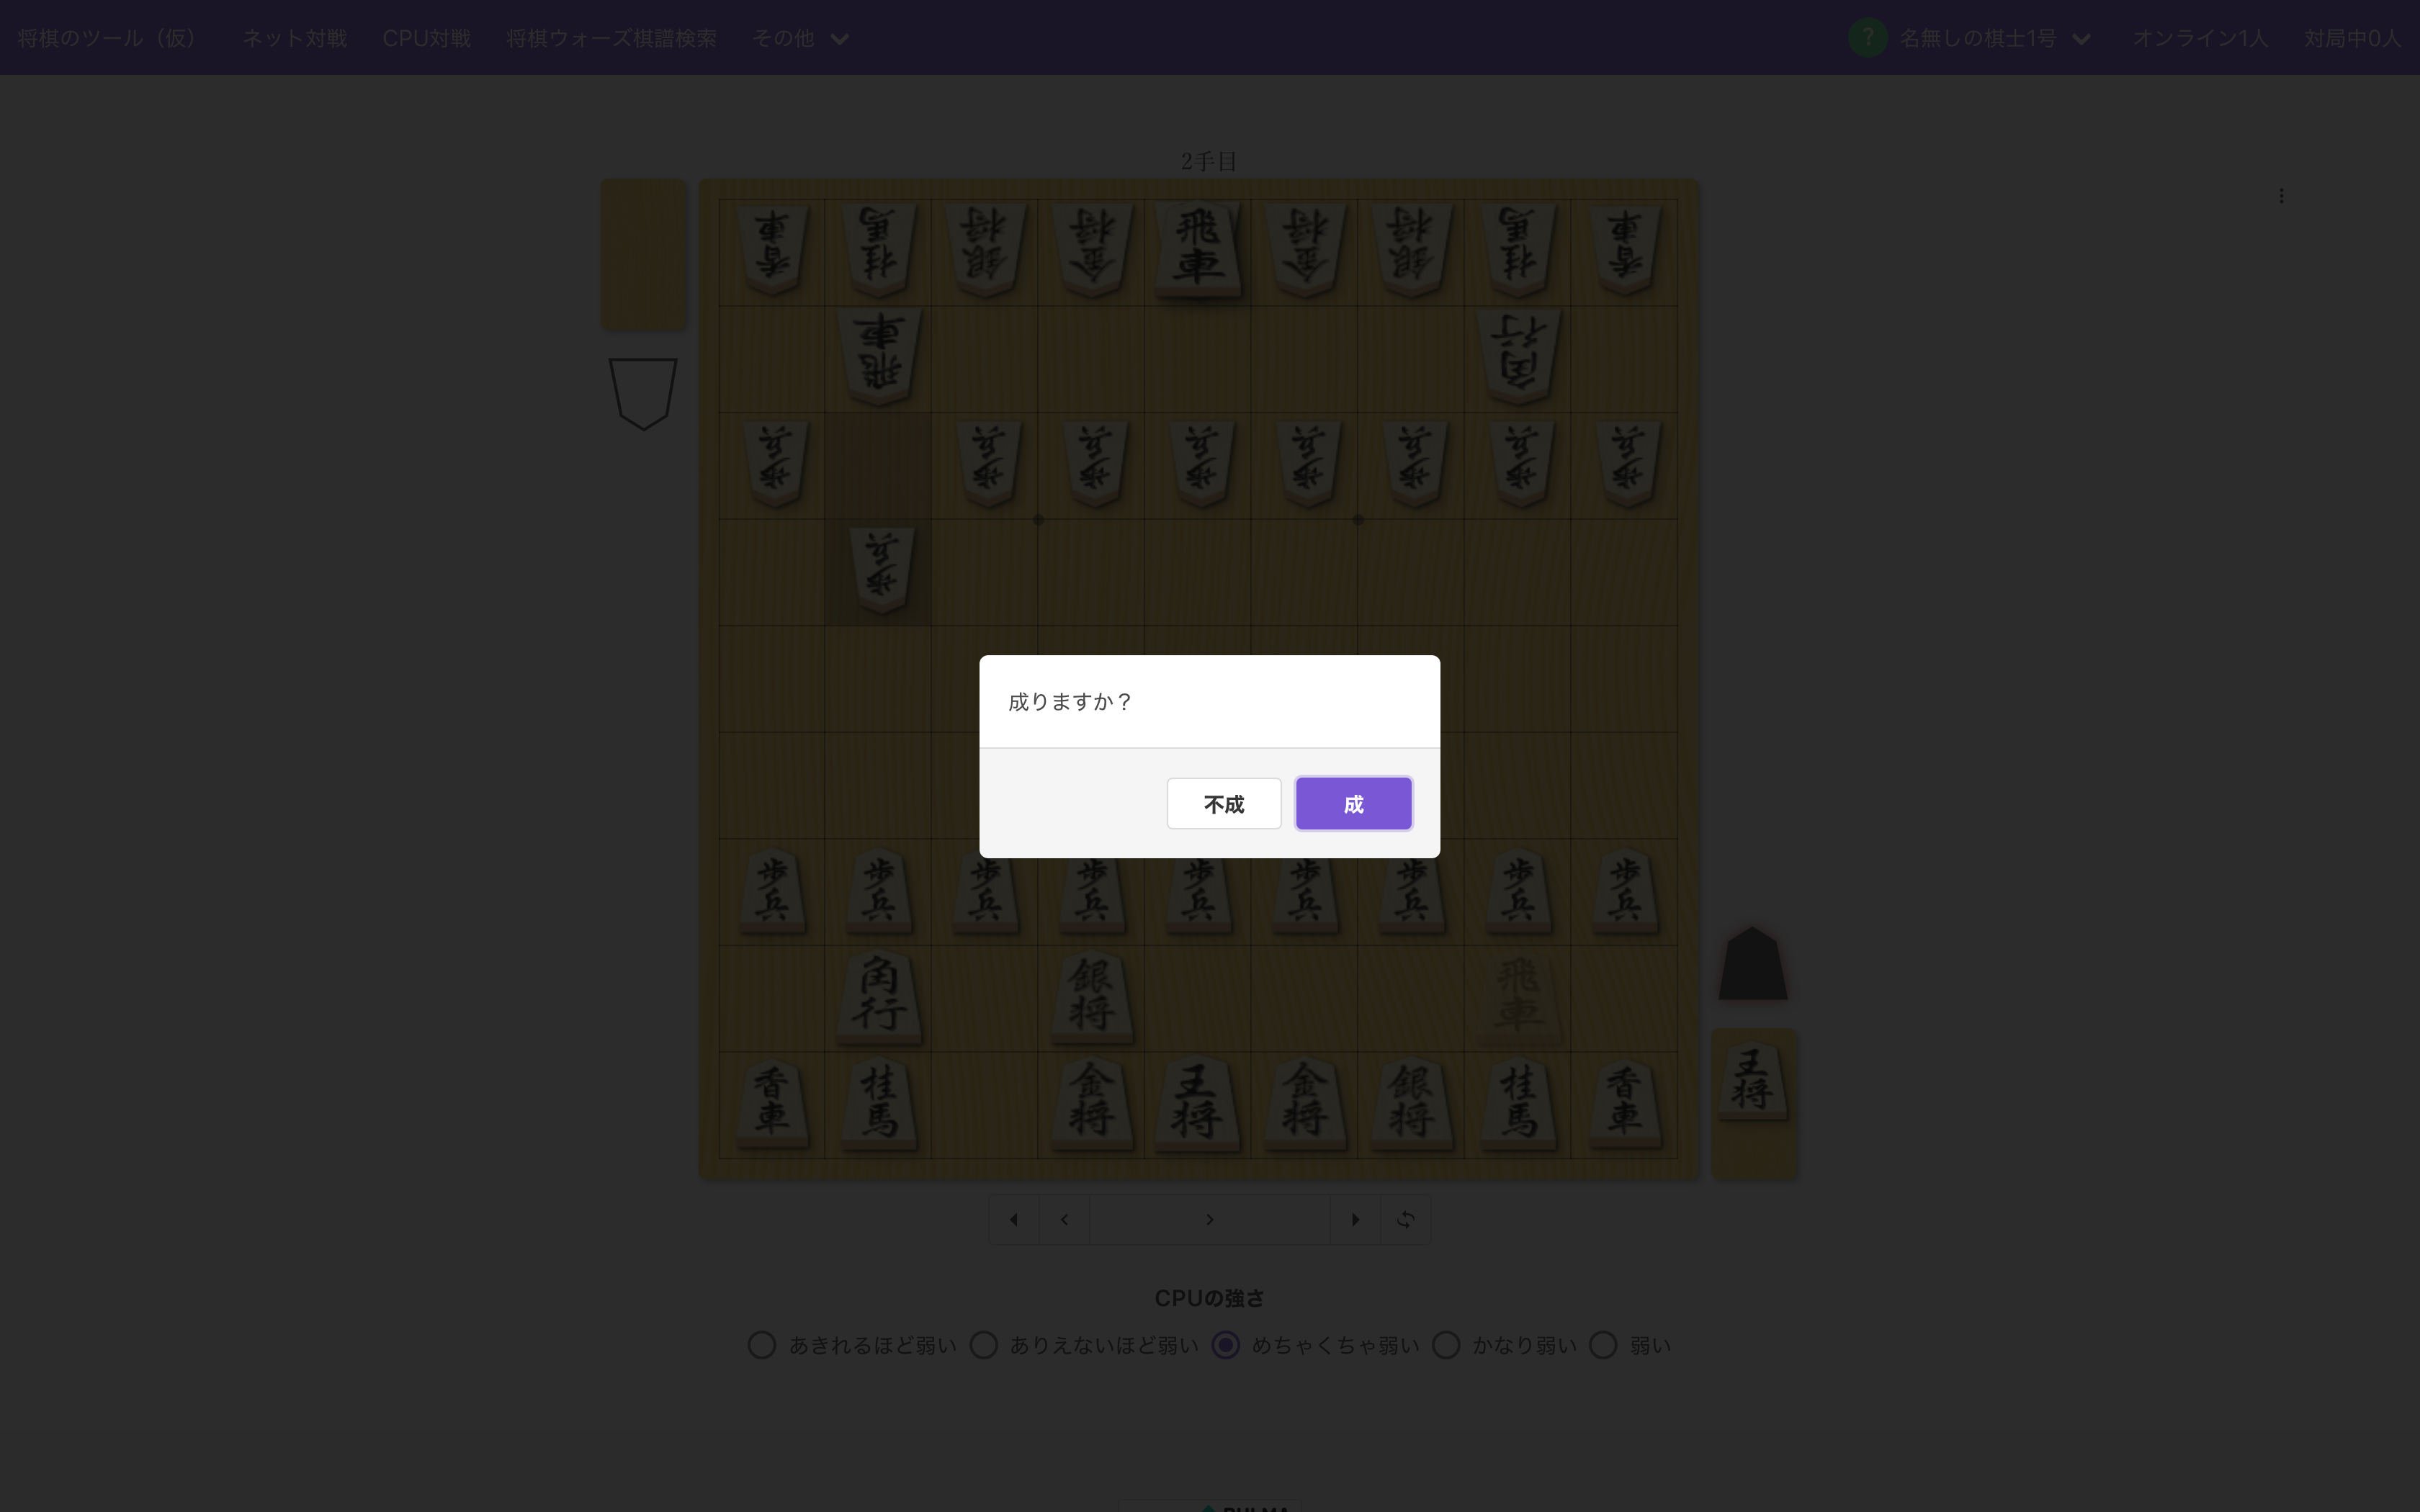 将棋のツール（仮） ネット対戦 CPU対戦 将棋ウォーズ棋譜検索 その他 ? 名無しの棋士1号 オンライン1人 対局中0人
2手目
香車 桂馬 銀将 金将 飛車 金将 銀将 桂馬 香車
飛車 角行
歩兵 歩兵 歩兵 歩兵 歩兵 歩兵 歩兵 歩兵
歩兵
成りますか？
不成 成
歩兵 歩兵 歩兵 歩兵 歩兵 歩兵 歩兵 歩兵 歩兵
角行 銀将 飛車
香車 桂馬 金将 王将 金将 銀将 桂馬 香車 王将
CPUの強さ
あきれるほど弱い ありえないほど弱い めちゃくちゃ弱い かなり弱い 弱い